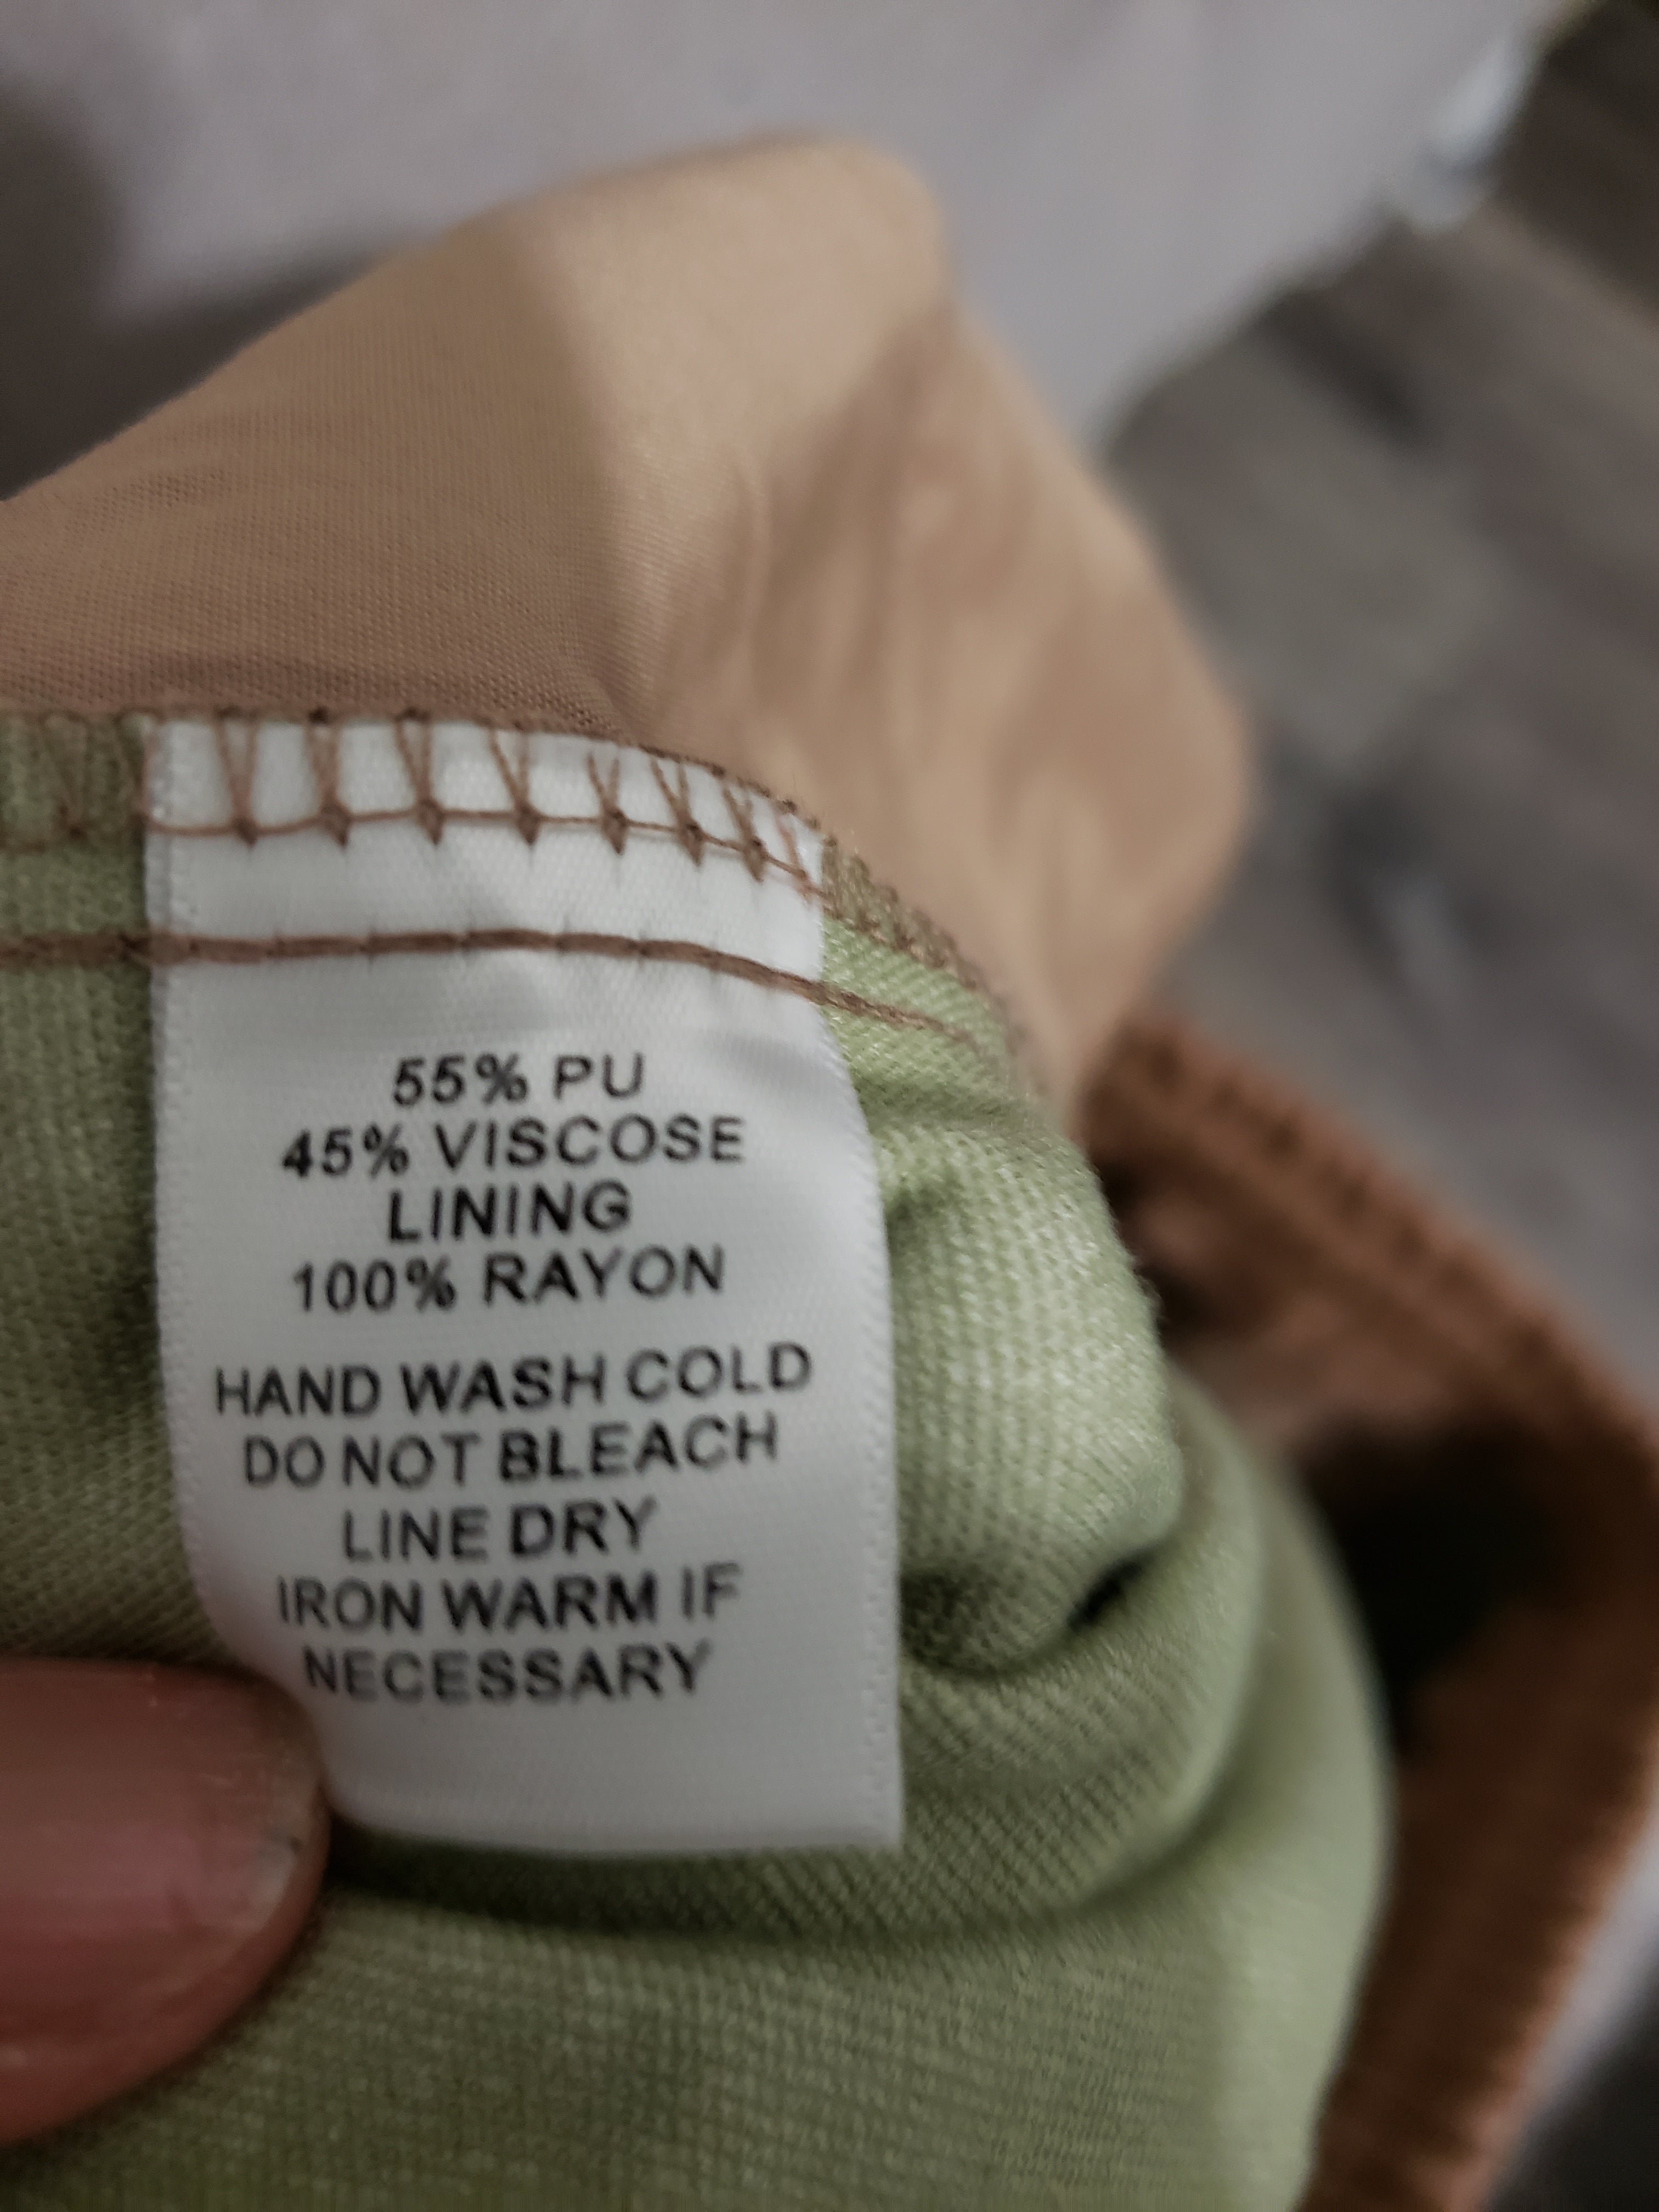 55% PU
45% VISCOSE
LINING
100% RAYON
HAND WASH COLD
DO NOT BLEACH
LINE DRY
IRON WARM IF
NECESSARY